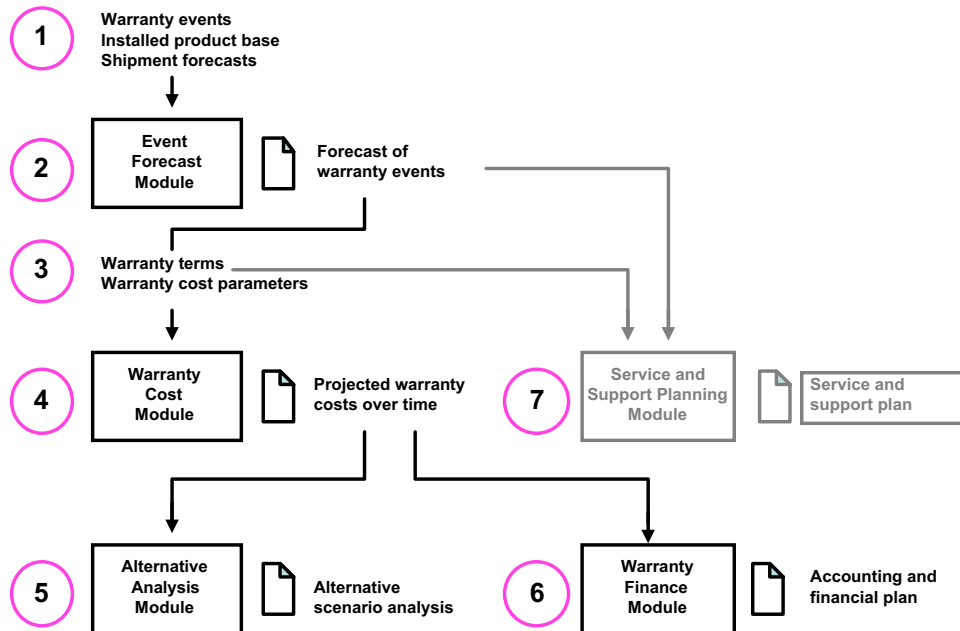 1
Warranty events
Installed product base
Shipment forecasts
2
Event
Forecast
Module
Forecast of
warranty events
3
Warranty terms
Warranty cost parameters
4
Warranty
Cost
Module
Projected warranty
costs over time
7
Service and
Support Planning
Module
Service and
support plan
5
Alternative
Analysis
Module
Alternative
scenario analysis
6
Warranty
Finance
Module
Accounting and
financial plan